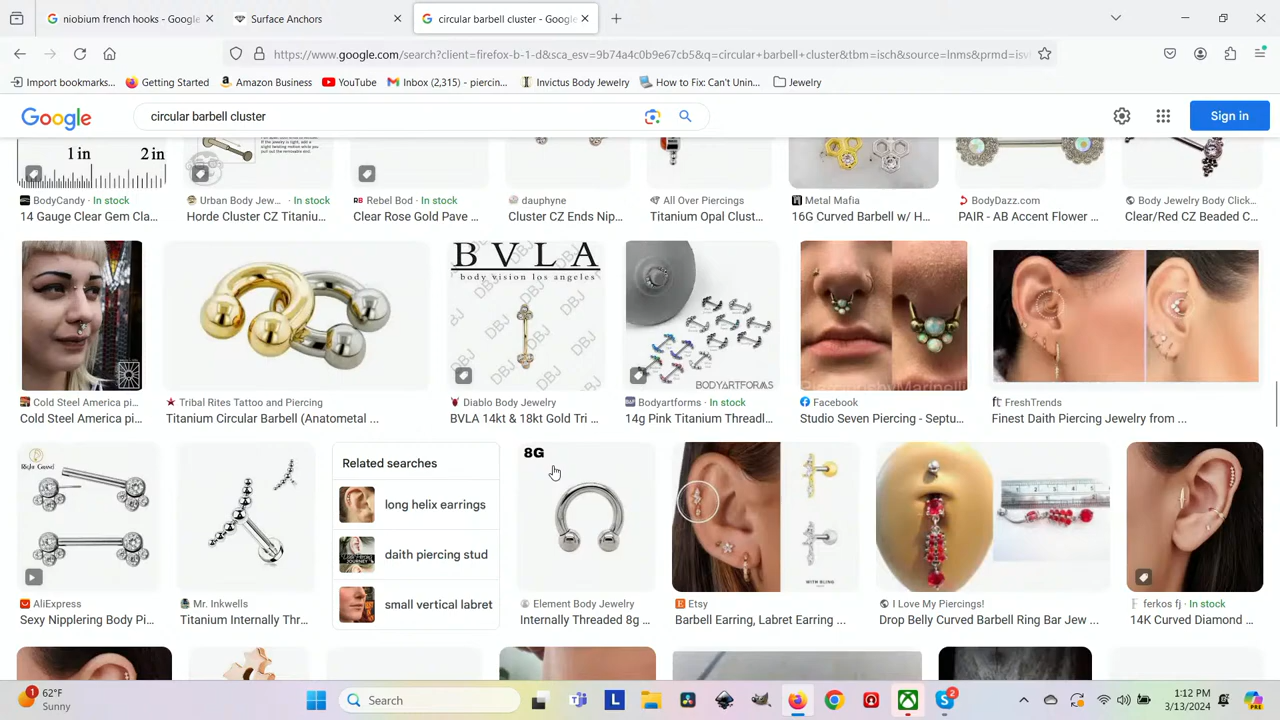 niobium french hooks - Google
Surface Anchors
circular barbell cluster - Google
https://www.google.com/search?client=firefox-b-1-d&sca_esv=9b74a4c0b9e67cb5&q=circular+barbell+cluster&tbm=isch&source=lnms&prmd=isv
Import bookmarks...
Getting Started
Amazon Business
YouTube
Inbox (2,315) - piercin...
Invictus Body Jewelry
How to Fix: Can't Unin...
Jewelry
Google
circular barbell cluster
Sign in
1 in 2 in
BodyCandy · In stock
14 Gauge Clear Gem Cla...
Urban Body Jew... · In stock
Horde Cluster CZ Titaniu...
Rebel Bod · In stock
Clear Rose Gold Pave ...
dauphyne
Cluster CZ Ends Nip...
All Over Piercings
Titanium Opal Clust...
Metal Mafia
16G Curved Barbell w/ H...
BodyDazz.com
PAIR - AB Accent Flower ...
Body Jewelry Body Click...
Clear/Red CZ Beaded C...
BVLA
body vision los angeles
DBJ
BODYARTFORMS
Cold Steel America pi...
Cold Steel America pi...
Tribal Rites Tattoo and Piercing
Titanium Circular Barbell (Anatometal ...
Diablo Body Jewelry
BVLA 14kt & 18kt Gold Tri ...
Bodyartforms · In stock
14g Pink Titanium Threadl...
Facebook
Studio Seven Piercing - Septu...
FreshTrends
Finest Daith Piercing Jewelry from ...
Related searches
long helix earrings
daith piercing stud
small vertical labret
8G
WITH BLING
AliExpress
Sexy Nipplering Body Pi...
Mr. Inkwells
Titanium Internally Thr...
Element Body Jewelry
Internally Threaded 8g ...
Etsy
Barbell Earring, Labret Earring ...
I Love My Piercings!
Drop Belly Curved Barbell Ring Bar Jew ...
ferkos fj · In stock
14K Curved Diamond ...
1
62°F
Sunny
Search
2
1:12 PM
3/13/2024